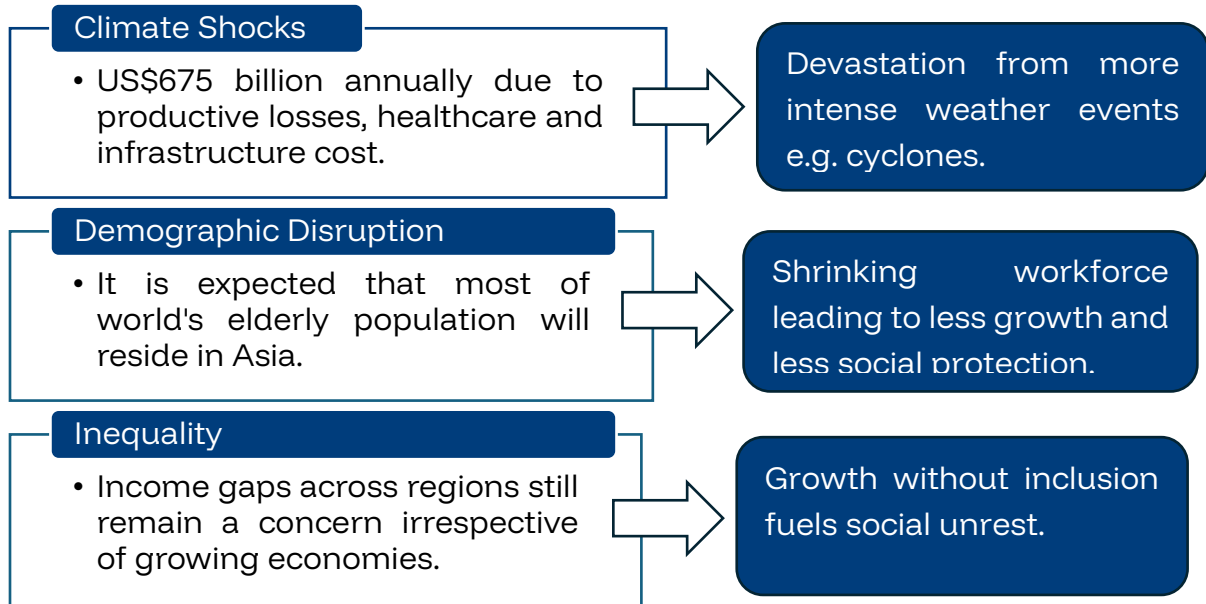 Climate Shocks
• US$675 billion annually due to
productive losses, healthcare and
infrastructure cost.
Devastation from more
intense weather events
e.g. cyclones.
Demographic Disruption
• It is expected that most of
world's elderly population will
reside in Asia.
Shrinking workforce
leading to less growth and
less social protection.
Inequality
• Income gaps across regions still
remain a concern irrespective
of growing economies.
Growth without inclusion
fuels social unrest.